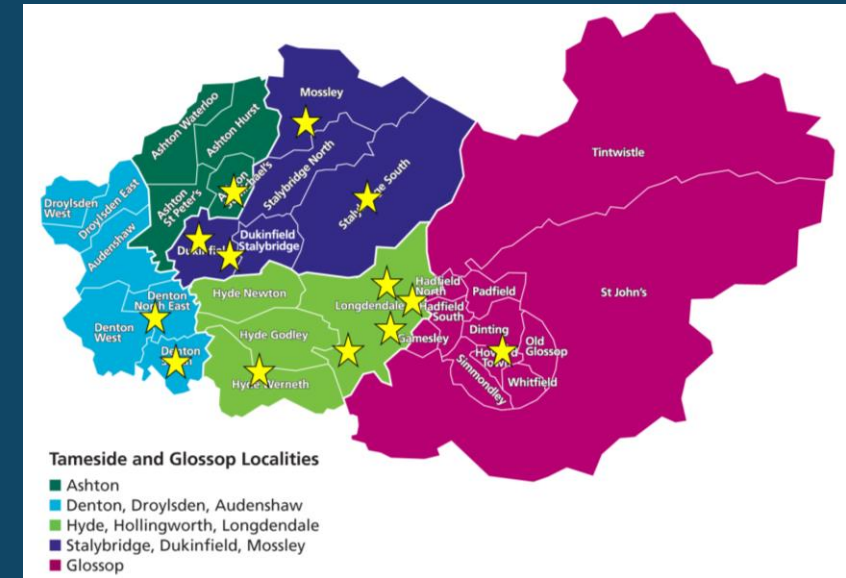 Mossley
Ashton Waterloo
Ashton Hurst
Tintwistle
Stalybridge North
Droylsden
West
Droylsden East
Ashton
St Peter's
Audenshaw
Dukinfield
Stalybridge
South
Denton
North East
Hyde Newton
Longdendale
Hadfield
North
Padfield
St John's
Hadfield
South
Denton
West
Hyde Godley
Gamesley
Dinting
Old
Glossop
Simmondley
Whitfield
Hyde Werneth
Tameside and Glossop Localities
Ashton
Denton, Droylsden, Audenshaw
Hyde, Hollingworth, Longdendale
Stalybridge, Dukinfield, Mossley
Glossop